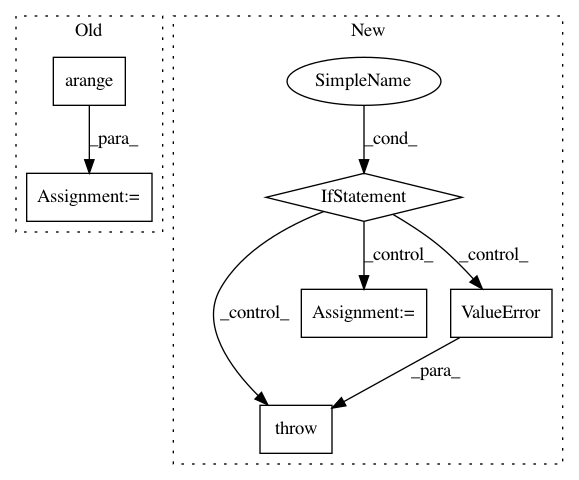 Old
New
arange
SimpleName
_para_
_cond_
Assignment:=
IfStatement
_control_
_control_
_control_
Assignment:=
ValueError
_para_
throw